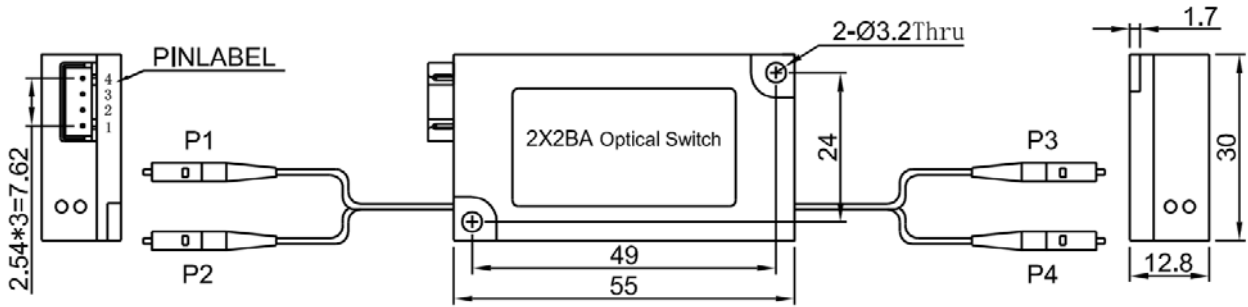 PINLABEL
4
3
2
1
2.54*3=7.62
P1
P2
2X2BA Optical Switch
2-Ø3.2Thru
24
49
55
P3
P4
1.7
30
12.8